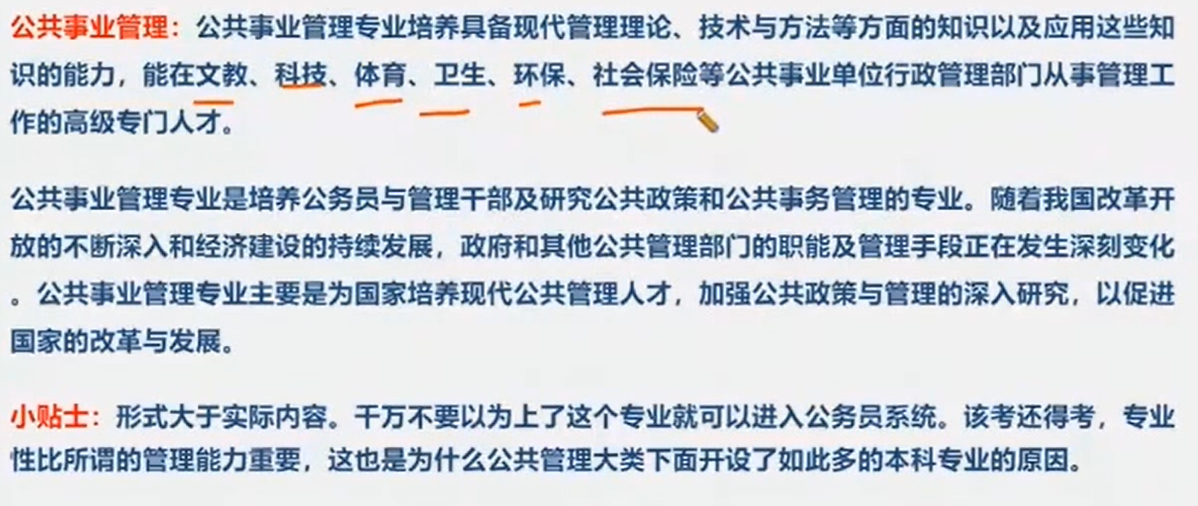 公共事业管理：公共事业管理专业培养具备现代管理理论、技术与方法等方面的知识以及应用这些知
识的能力，能在文教、科技、体育、卫生、环保、社会保险等公共事业单位行政管理部门从事管理工
作的高级专门人才。
公共事业管理专业是培养公务员与管理干部及研究公共政策和公共事务管理的专业。随着我国改革开
放的不断深入和经济建设的持续发展，政府和其他公共管理部门的职能及管理手段正在发生深刻变化
。公共事业管理专业主要是为国家培养现代公共管理人才，加强公共政策与管理的深入研究，以促进
国家的改革与发展。
小贴士：形式大于实际内容。千万不要以为上了这个专业就可以进入公务员系统。该考还得考，专业
性比所谓的管理能力重要，这也是为什么公共管理大类下面开设了如此多的本科专业的原因。